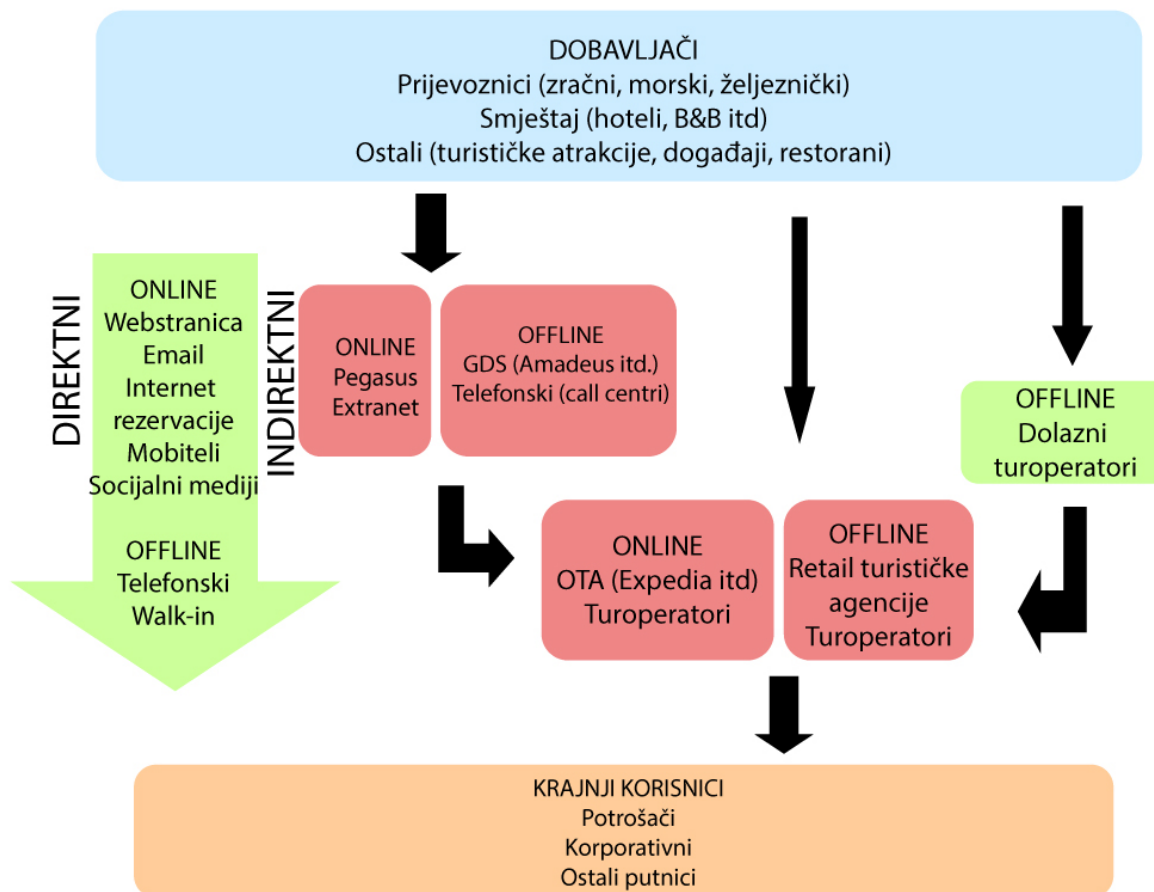 DOBAVLJAČI
Prijevoznici (zračni, morski, željeznički)
Smještaj (hoteli, B&B itd)
Ostali (turističke atrakcije, događaji, restorani)
DIREKTNI
ONLINE
Webstranica
Email
Internet
rezervacije
Mobiteli
Socijalni mediji
OFFLINE
Telefonski
Walk-in
INDIREKTNI
ONLINE
Pegasus
Extranet
OFFLINE
GDS (Amadeus itd.)
Telefonski (call centri)
OFFLINE
Dolazni
turoperatori
ONLINE
OTA (Expedia itd)
Turoperatori
OFFLINE
Retail turističke
agencije
Turoperatori
KRAJNJI KORISNICI
Potrošači
Korporativni
Ostali putnici